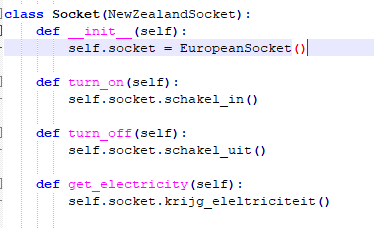 class Socket(NewZealandSocket):
def __init__(self):
self.socket = EuropeanSocket()
def turn_on(self):
self.socket.schakel_in()
def turn_off(self):
self.socket.schakel_uit()
def get_electricity(self):
self.socket.krijg_eleltriciteit()